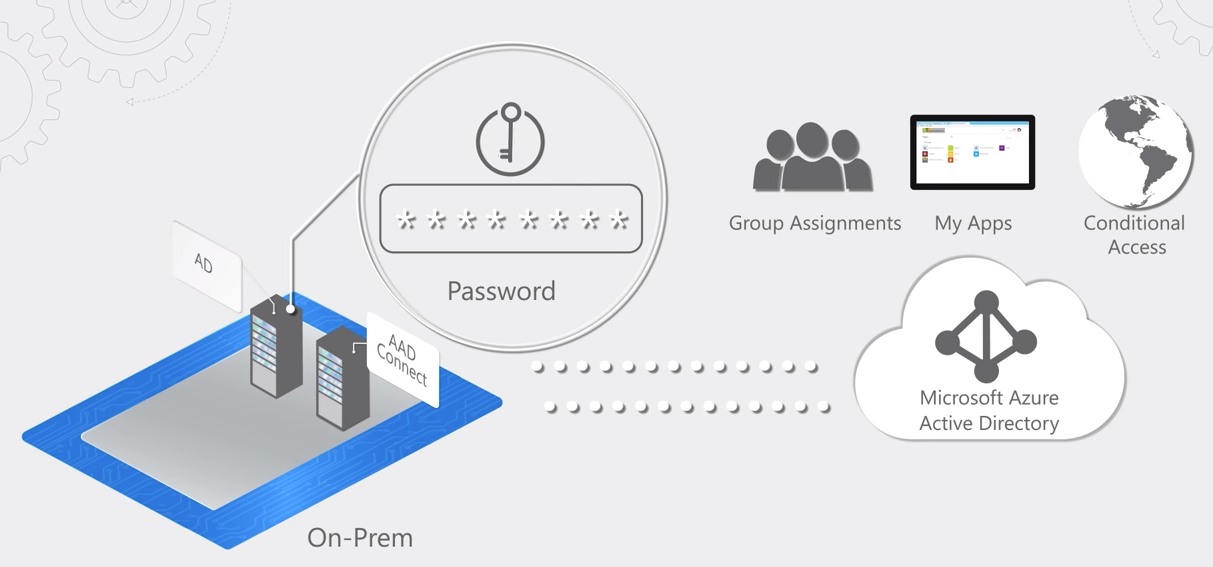 * * * * * * * *
Password
AD
AAD
Connect
On-Prem
Group Assignments
My Apps
Conditional
Access
Microsoft Azure
Active Directory